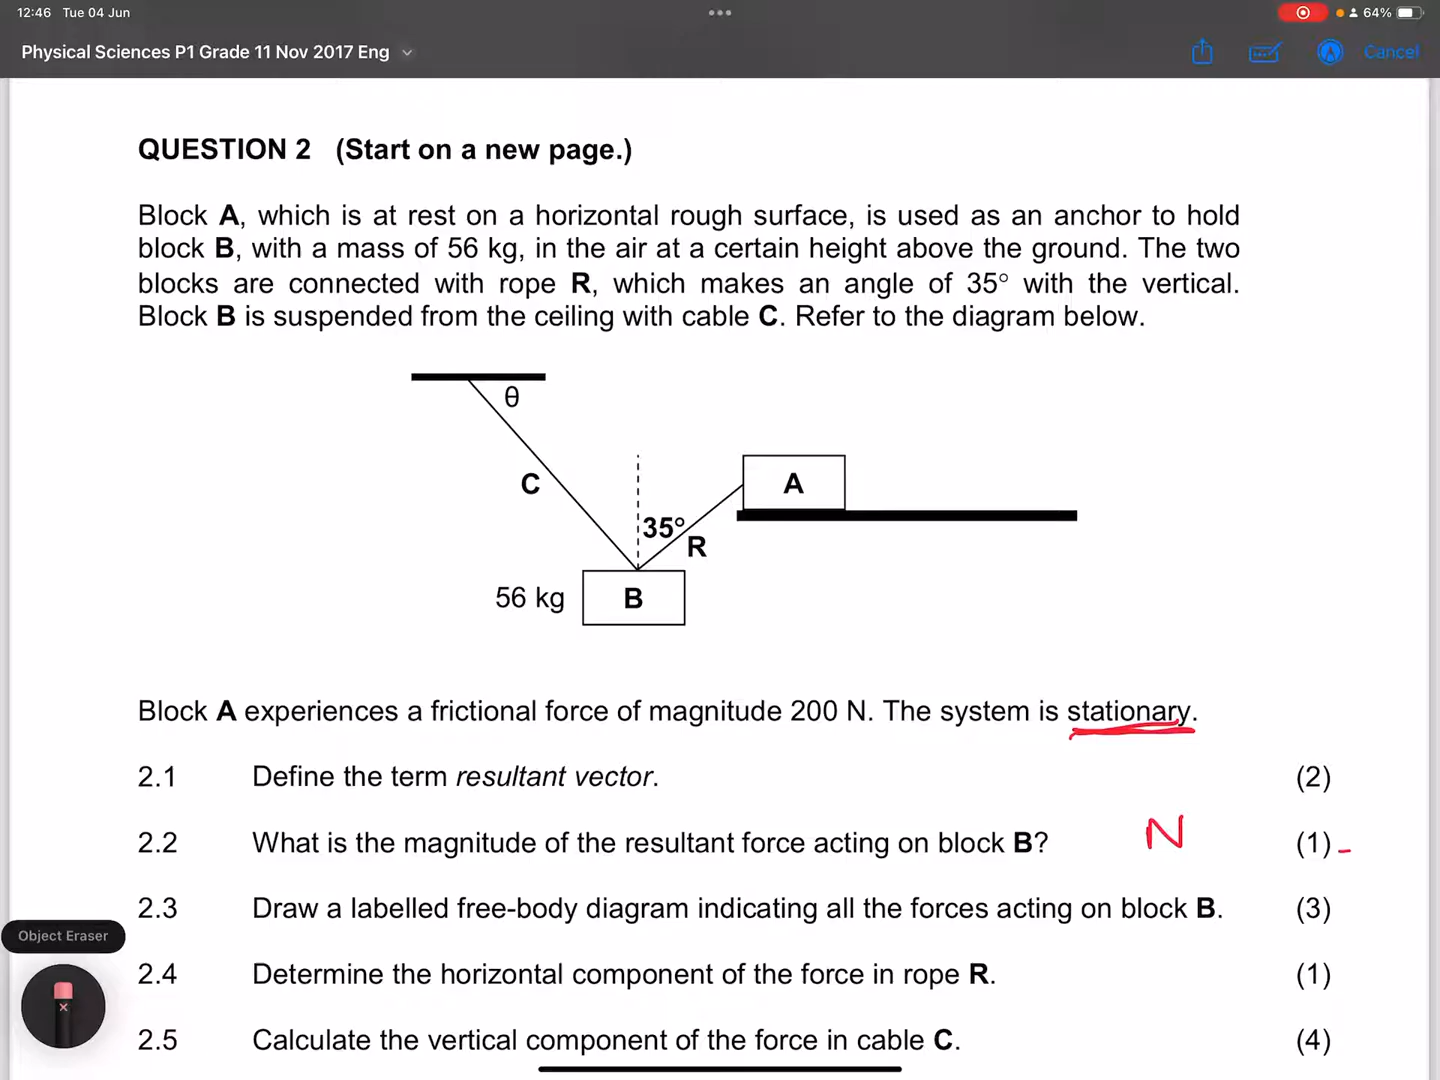 12:46 Tue 04 Jun
64%
Physical Sciences P1 Grade 11 Nov 2017 Eng
Cancel
QUESTION 2 (Start on a new page.)
Block A, which is at rest on a horizontal rough surface, is used as an anchor to hold
block B, with a mass of 56 kg, in the air at a certain height above the ground. The two
blocks are connected with rope R, which makes an angle of 35° with the vertical.
Block B is suspended from the ceiling with cable C. Refer to the diagram below.
θ
C
A
35°
R
56 kg
B
Block A experiences a frictional force of magnitude 200 N. The system is stationary.
2.1 Define the term resultant vector. (2)
2.2 What is the magnitude of the resultant force acting on block B? N (1)
2.3 Draw a labelled free-body diagram indicating all the forces acting on block B. (3)
Object Eraser
2.4 Determine the horizontal component of the force in rope R. (1)
2.5 Calculate the vertical component of the force in cable C. (4)